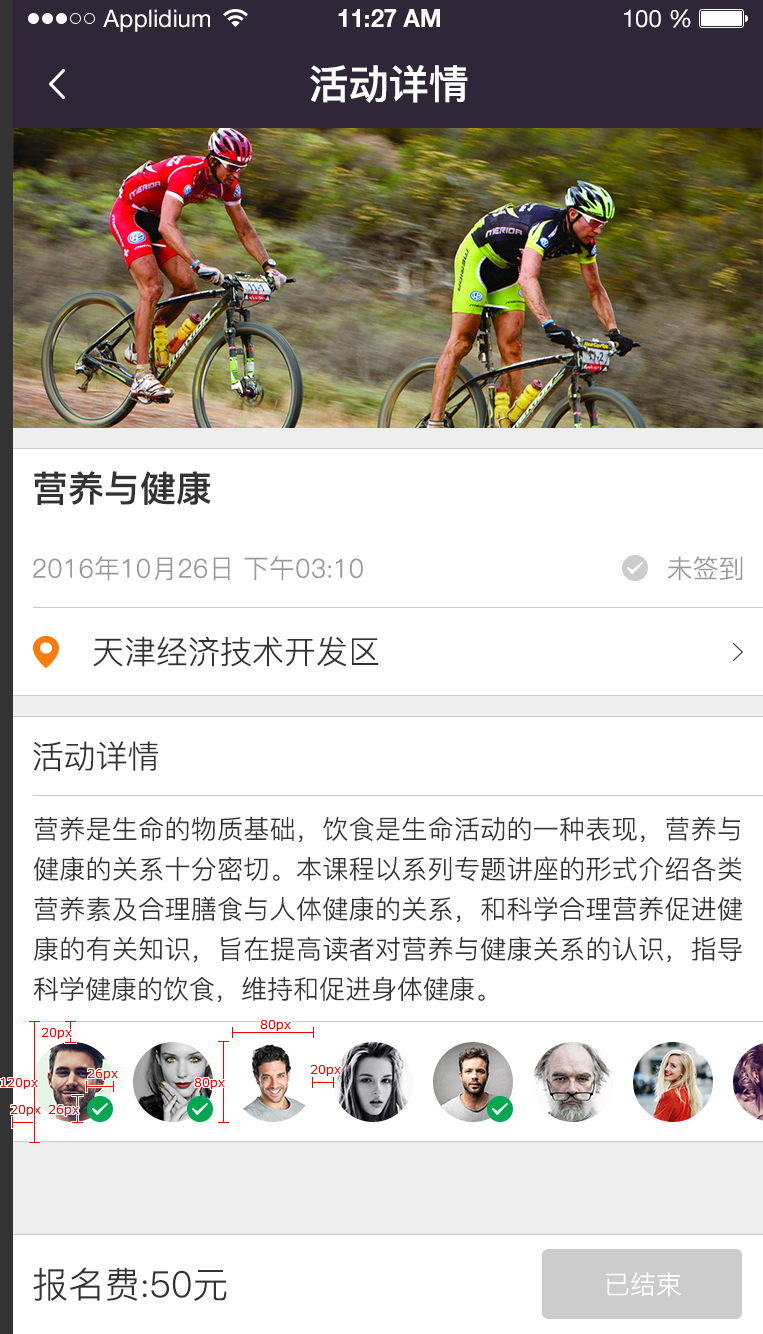 Applidium 11:27 AM 100 %
活动详情
MERIDA
MERIDA
MERIDA
营养与健康
2016年10月26日 下午03:10 未签到
天津经济技术开发区
活动详情
营养是生命的物质基础，饮食是生命活动的一种表现，营养与
健康的关系十分密切。本课程以系列专题讲座的形式介绍各类
营养素及合理膳食与人体健康的关系，和科学合理营养促进健
康的有关知识，旨在提高读者对营养与健康关系的认识，指导
科学健康的饮食，维持和促进身体健康。
80px
20px
20px
26px
120px
80px
20px
26px
报名费:50元 已结束